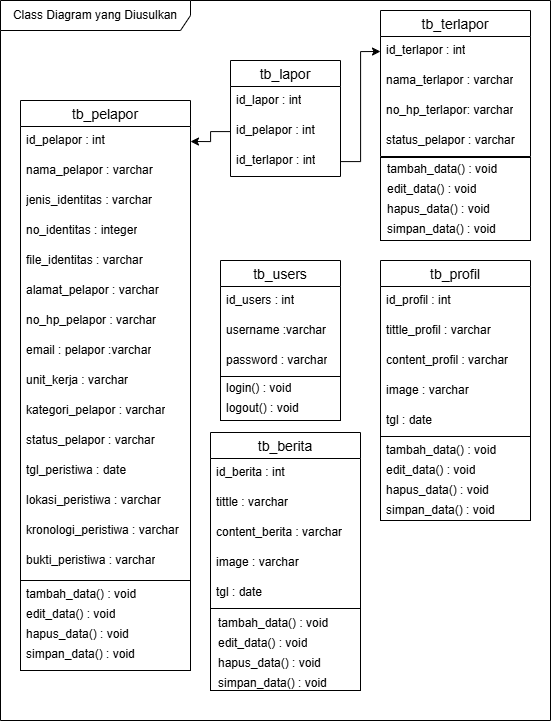 Class Diagram yang Diusulkan
tb_pelapor
id_pelapor : int
nama_pelapor : varchar
jenis_identitas : varchar
no_identitas : integer
file_identitas : varchar
alamat_pelapor : varchar
no_hp_pelapor : varchar
email : pelapor :varchar
unit_kerja : varchar
kategori_pelapor : varchar
status_pelapor : varchar
tgl_peristiwa : date
lokasi_peristiwa : varchar
kronologi_peristiwa : varchar
bukti_peristiwa : varchar
tambah_data() : void
edit_data() : void
hapus_data() : void
simpan_data() : void
tb_lapor
id_lapor : int
id_pelapor : int
id_terlapor : int
tb_terlapor
id_terlapor : int
nama_terlapor : varchar
no_hp_terlapor: varchar
status_pelapor : varchar
tambah_data() : void
edit_data() : void
hapus_data() : void
simpan_data() : void
tb_users
id_users : int
username :varchar
password : varchar
login() : void
logout() : void
tb_profil
id_profil : int
tittle_profil : varchar
content_profil : varchar
image : varchar
tgl : date
tambah_data() : void
edit_data() : void
hapus_data() : void
simpan_data() : void
tb_berita
id_berita : int
tittle : varchar
content_berita : varchar
image : varchar
tgl : date
tambah_data() : void
edit_data() : void
hapus_data() : void
simpan_data() : void